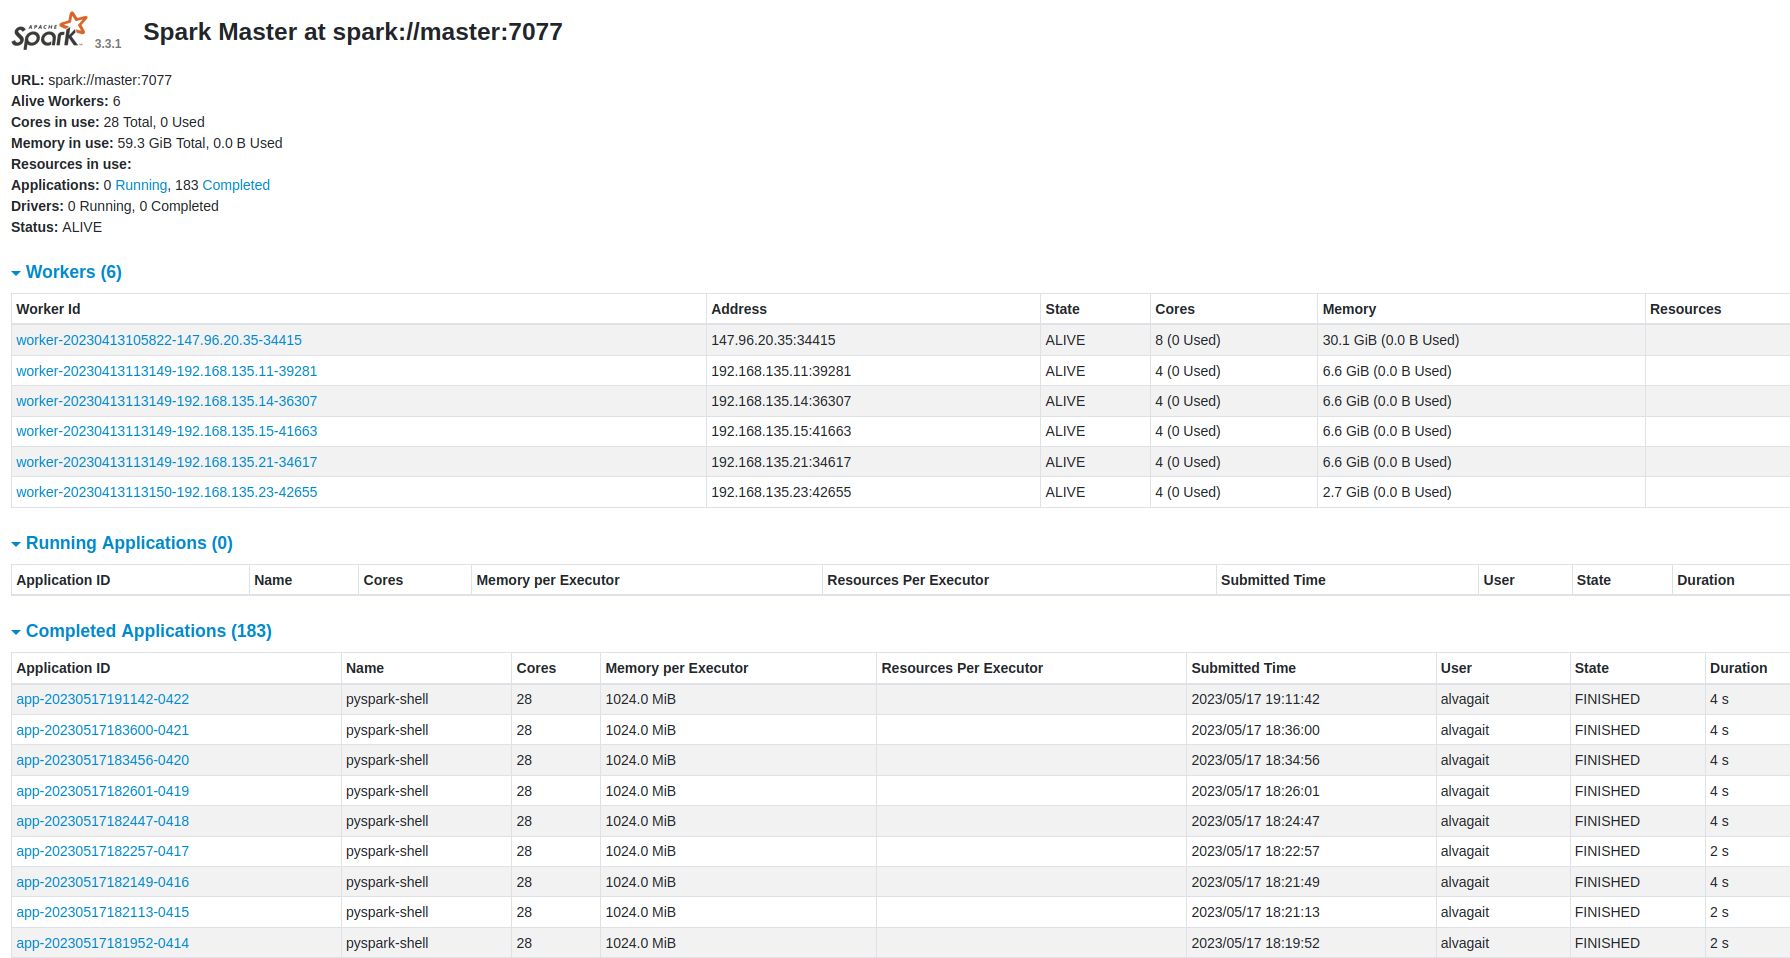 APACHE
Spark 3.3.1 Spark Master at spark://master:7077
URL: spark://master:7077
Alive Workers: 6
Cores in use: 28 Total, 0 Used
Memory in use: 59.3 GiB Total, 0.0 B Used
Resources in use:
Applications: 0 Running, 183 Completed
Drivers: 0 Running, 0 Completed
Status: ALIVE
Workers (6)
Worker Id Address State Cores Memory Resources
worker-20230413105822-147.96.20.35-34415 147.96.20.35:34415 ALIVE 8 (0 Used) 30.1 GiB (0.0 B Used)
worker-20230413113149-192.168.135.11-39281 192.168.135.11:39281 ALIVE 4 (0 Used) 6.6 GiB (0.0 B Used)
worker-20230413113149-192.168.135.14-36307 192.168.135.14:36307 ALIVE 4 (0 Used) 6.6 GiB (0.0 B Used)
worker-20230413113149-192.168.135.15-41663 192.168.135.15:41663 ALIVE 4 (0 Used) 6.6 GiB (0.0 B Used)
worker-20230413113149-192.168.135.21-34617 192.168.135.21:34617 ALIVE 4 (0 Used) 6.6 GiB (0.0 B Used)
worker-20230413113150-192.168.135.23-42655 192.168.135.23:42655 ALIVE 4 (0 Used) 2.7 GiB (0.0 B Used)
Running Applications (0)
Application ID Name Cores Memory per Executor Resources Per Executor Submitted Time User State Duration
Completed Applications (183)
Application ID Name Cores Memory per Executor Resources Per Executor Submitted Time User State Duration
app-20230517191142-0422 pyspark-shell 28 1024.0 MiB 2023/05/17 19:11:42 alvagait FINISHED 4 s
app-20230517183600-0421 pyspark-shell 28 1024.0 MiB 2023/05/17 18:36:00 alvagait FINISHED 4 s
app-20230517183456-0420 pyspark-shell 28 1024.0 MiB 2023/05/17 18:34:56 alvagait FINISHED 4 s
app-20230517182601-0419 pyspark-shell 28 1024.0 MiB 2023/05/17 18:26:01 alvagait FINISHED 4 s
app-20230517182447-0418 pyspark-shell 28 1024.0 MiB 2023/05/17 18:24:47 alvagait FINISHED 4 s
app-20230517182257-0417 pyspark-shell 28 1024.0 MiB 2023/05/17 18:22:57 alvagait FINISHED 2 s
app-20230517182149-0416 pyspark-shell 28 1024.0 MiB 2023/05/17 18:21:49 alvagait FINISHED 4 s
app-20230517182113-0415 pyspark-shell 28 1024.0 MiB 2023/05/17 18:21:13 alvagait FINISHED 2 s
app-20230517181952-0414 pyspark-shell 28 1024.0 MiB 2023/05/17 18:19:52 alvagait FINISHED 2 s